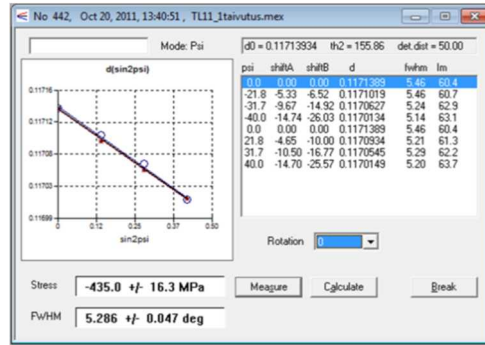 No 442, Oct 20, 2011, 13:40:51 , TL11_1taivutus.mex
Mode: Psi
d0 = 0.11713934 th2 = 155.86 det.dist = 50.00
d(sin2psi)
0.11716
0.11712
0.11708
0.11703
0.11699
0 0.12 0.25 0.37 0.50
sin2psi
psi shiftA shiftB d fwhm Im
0.0 0.00 0.00 0.1171389 5.46 60.4
-21.8 -5.33 -6.52 0.1171019 5.46 60.7
-31.7 -9.67 -14.92 0.1170627 5.24 62.9
-40.0 -14.74 -26.03 0.1170134 5.14 63.1
0.0 0.00 0.00 0.1171389 5.46 60.4
21.8 -4.65 -10.00 0.1170934 5.21 61.3
31.7 -10.50 -16.77 0.1170545 5.29 62.2
40.0 -14.70 -25.57 0.1170149 5.20 63.7
Rotation 0
Stress -435.0 +/- 16.3 MPa
Measure Calculate Break
FWHM 5.286 +/- 0.047 deg